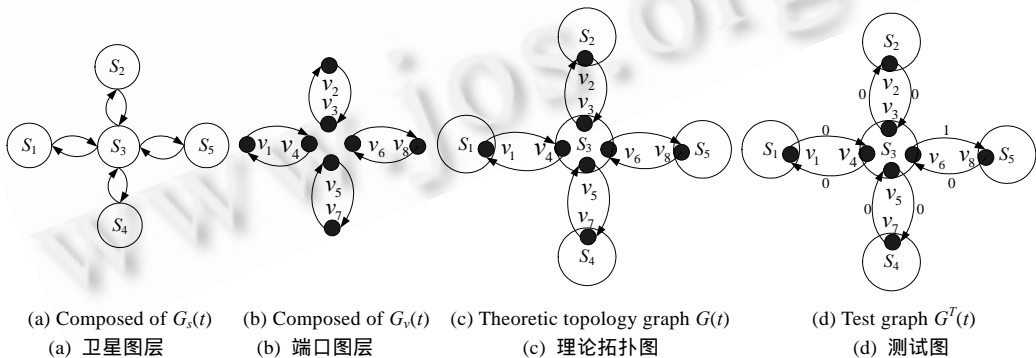 S2
S1 S3 S5
S4
v2
v3
v1 v4 v6 v8
v5
v7
S2
v2
v3
S1 v1 v4 S3 v6 v8 S5
v5
v7
S4
S2
v2
0 v3 0
0 1
S1 v1 v4 S3 v6 v8 S5
0 0
v5
0 v7 0
S4
www.jos.org
(a) Composed of Gs(t) (b) Composed of Gv(t) (c) Theoretic topology graph G(t) (d) Test graph G^T(t)
(a) 卫星图层 (b) 端口图层 (c) 理论拓扑图 (d) 测试图